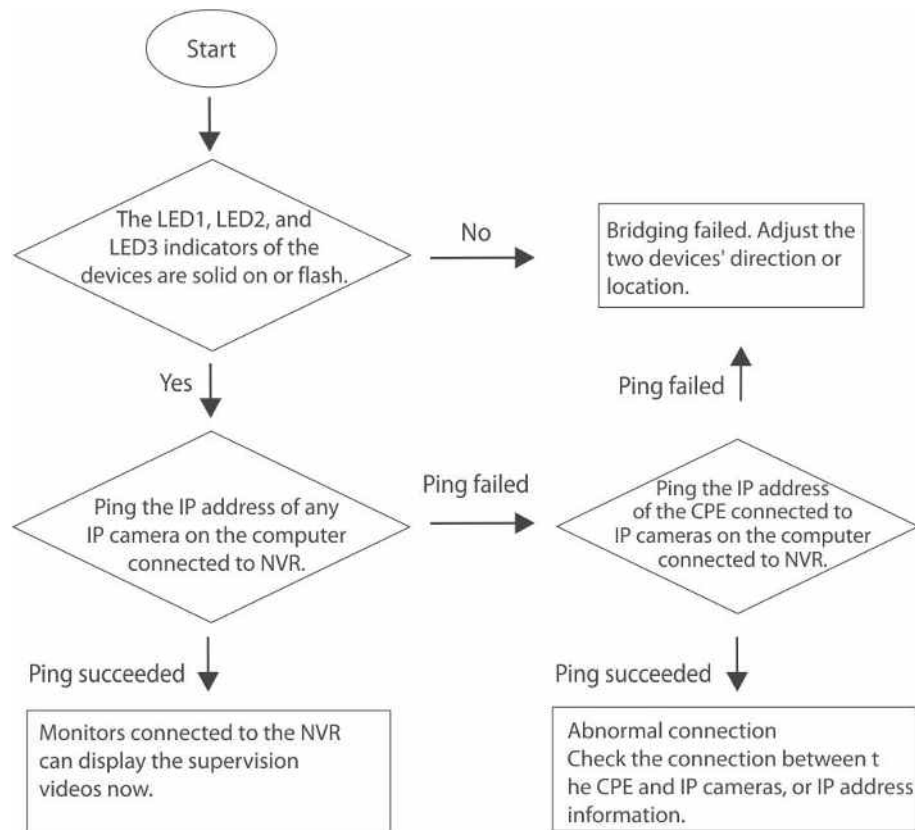 Start
The LED1, LED2, and
LED3 indicators of the
devices are solid on or flash.
No
Bridging failed. Adjust the
two devices' direction or
location.
Yes
Ping failed
Ping the IP address of any
IP camera on the computer
connected to NVR.
Ping failed
Ping the IP address
of the CPE connected to
IP cameras on the computer
connected to NVR.
Ping succeeded
Monitors connected to the NVR
can display the supervision
videos now.
Ping succeeded
Abnormal connection
Check the connection between t
he CPE and IP cameras, or IP address
information.